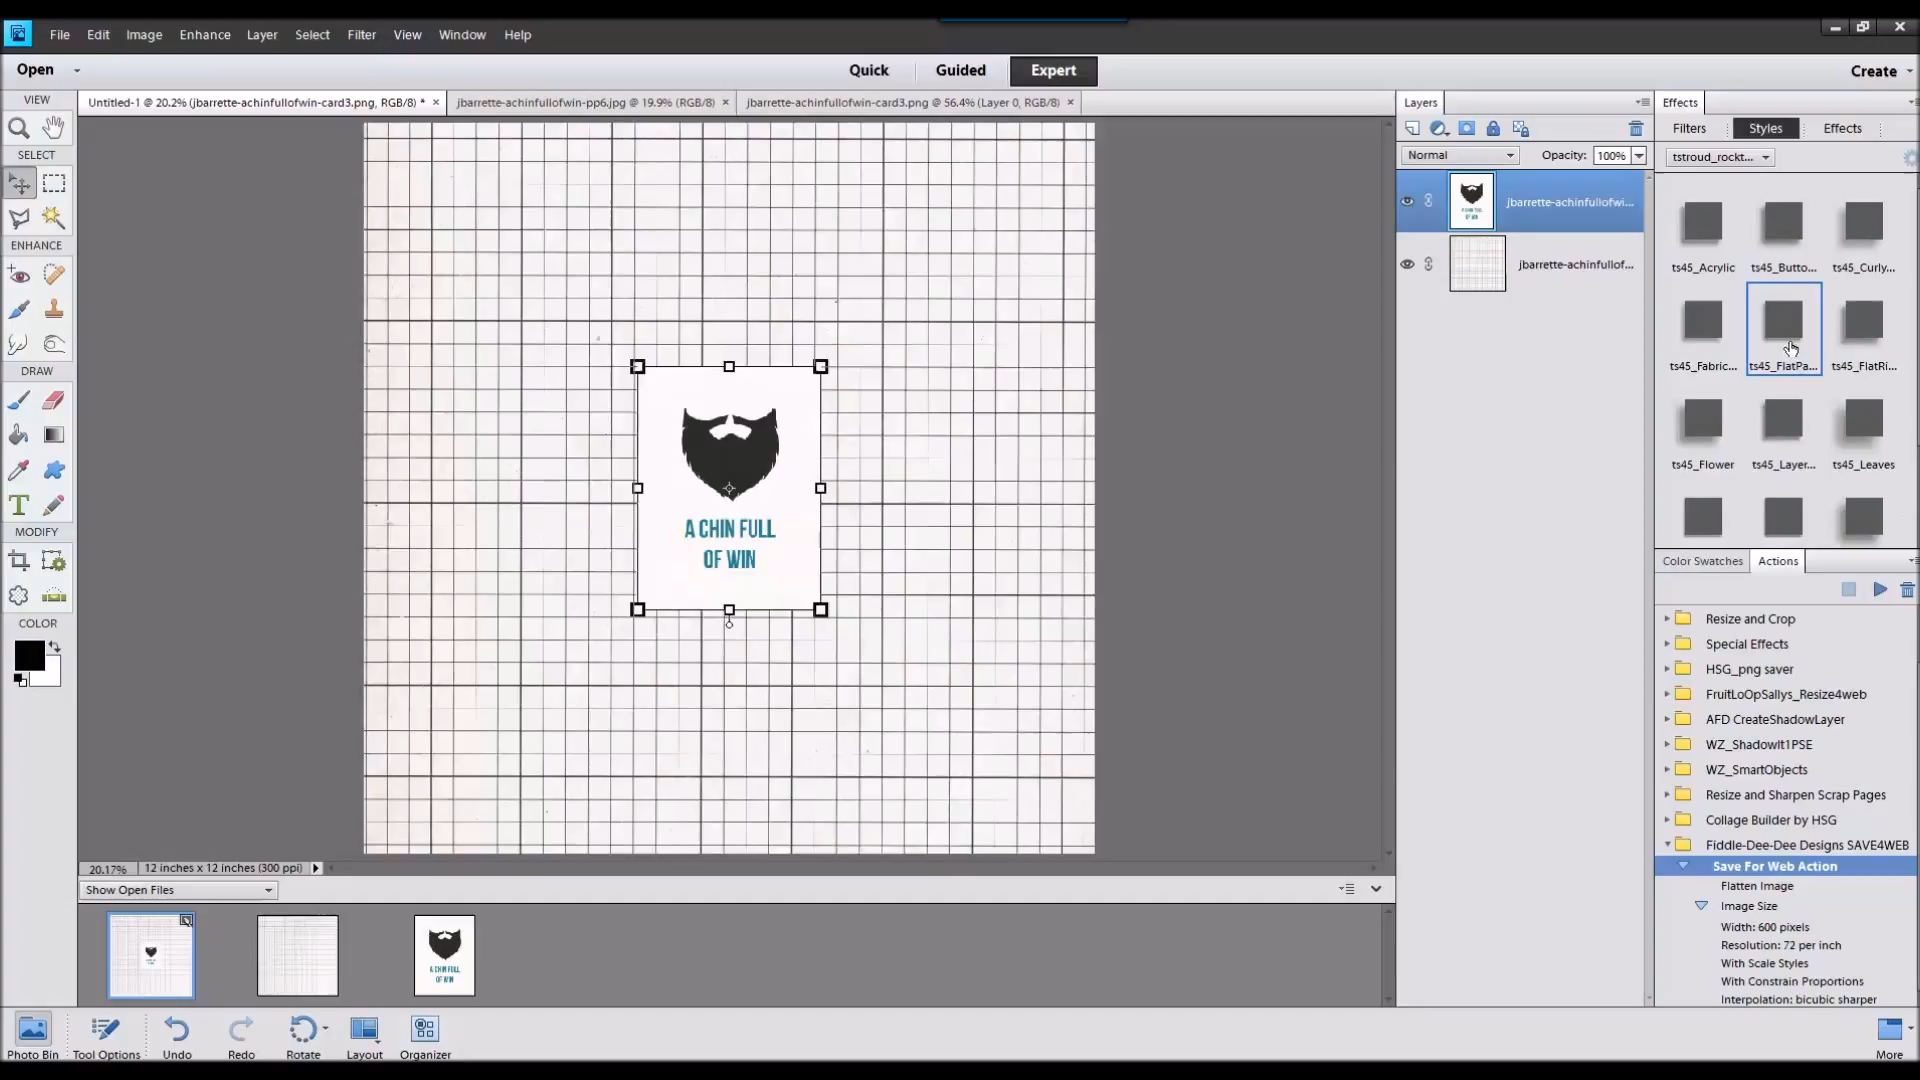 File Edit Image Enhance Layer Select Filter View Window Help
Open Quick Guided Expert Create
VIEW
SELECT
ENHANCE
DRAW
MODIFY
COLOR
Untitled-1 @ 20.2% (jbarrette-achinfullofwin-card3.png, RGB/8) * × jbarrette-achinfullofwin-pp6.jpg @ 19.9% (RGB/8) × jbarrette-achinfullofwin-card3.png @ 56.4% (Layer 0, RGB/8) ×
A CHIN FULL
OF WIN
20.17% 12 inches x 12 inches (300 ppi)
Show Open Files
A CHIN FULL
OF WIN
Photo Bin Tool Options Undo Redo Rotate Layout Organizer More
Layers
Normal Opacity: 100%
jbarrette-achinfullofwi...
jbarrette-achinfullof...
Effects
Filters Styles Effects
tstroud_rockt...
ts45_Acrylic ts45_Butto... ts45_Curly...
ts45_Fabric... ts45_FlatPa... ts45_FlatRi...
ts45_Flower ts45_Layer... ts45_Leaves
Color Swatches Actions
Resize and Crop
Special Effects
HSG_png saver
FruitLoOpSallys_Resize4web
AFD CreateShadowLayer
WZ_ShadowIt1PSE
WZ_SmartObjects
Resize and Sharpen Scrap Pages
Collage Builder by HSG
Fiddle-Dee-Dee Designs SAVE4WEB
Save For Web Action
Flatten Image
Image Size
Width: 600 pixels
Resolution: 72 per inch
With Scale Styles
With Constrain Proportions
Interpolation: bicubic sharper